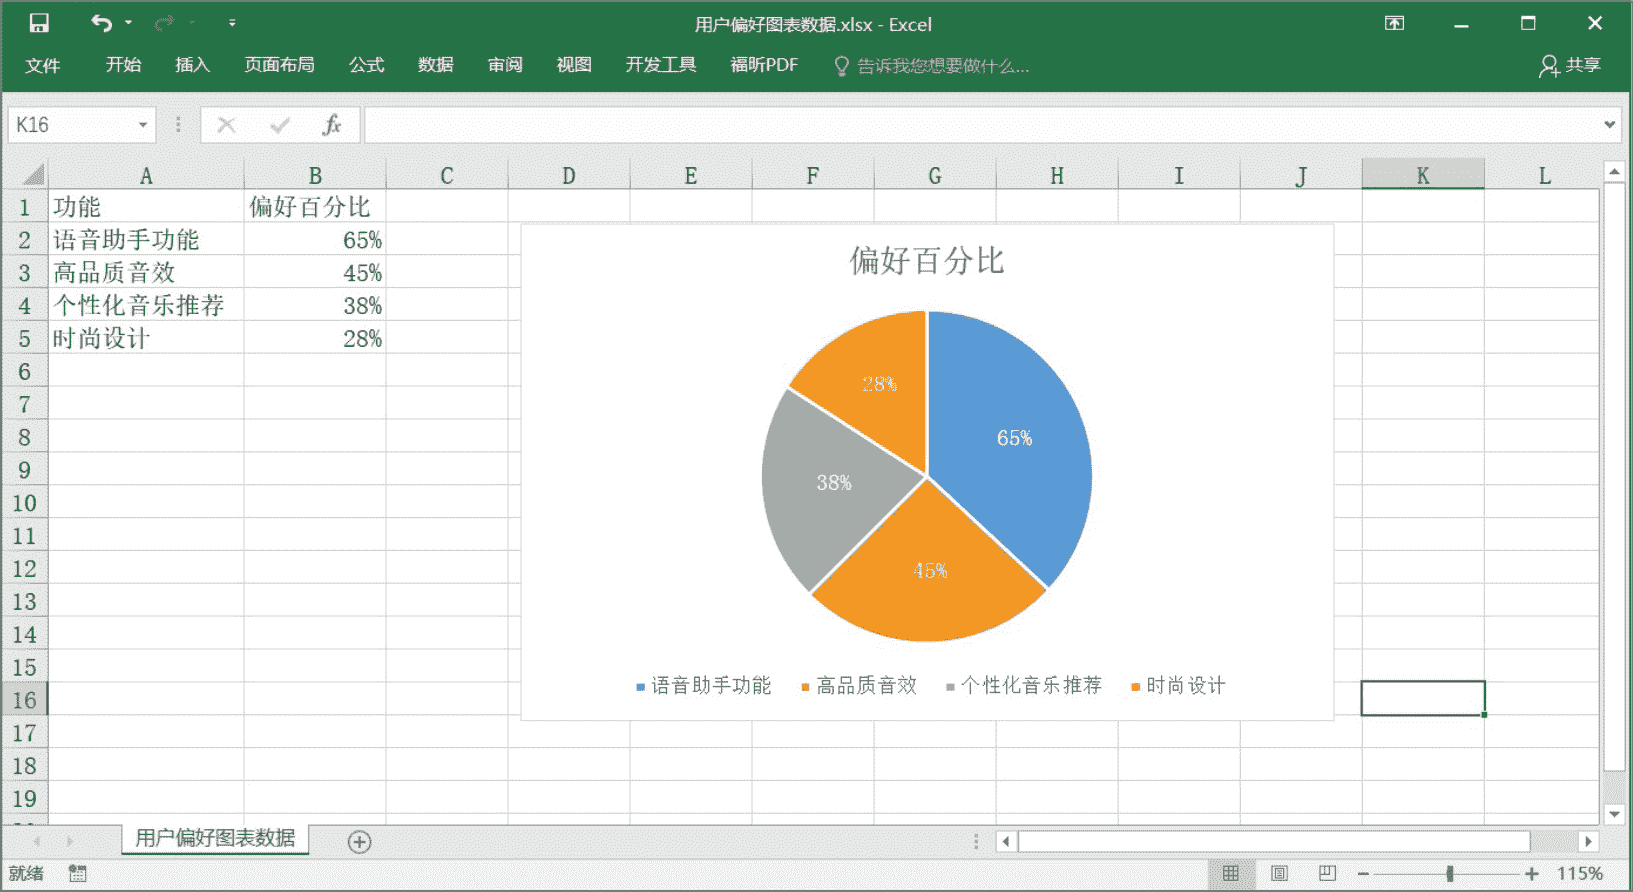 用户偏好图表数据.xlsx - Excel
文件 开始 插入 页面布局 公式 数据 审阅 视图 开发工具 福昕PDF 告诉我您想要做什么... 共享
K16 fx
A B C D E F G H I J K L
1 功能 偏好百分比
2 语音助手功能 65%
3 高品质音效 45%
4 个性化音乐推荐 38%
5 时尚设计 28%
6
7
8
9
10
11
12
13
14
15
16
17
18
19
偏好百分比
28%
65%
38%
45%
语音助手功能 高品质音效 个性化音乐推荐 时尚设计
用户偏好图表数据
就绪 115%